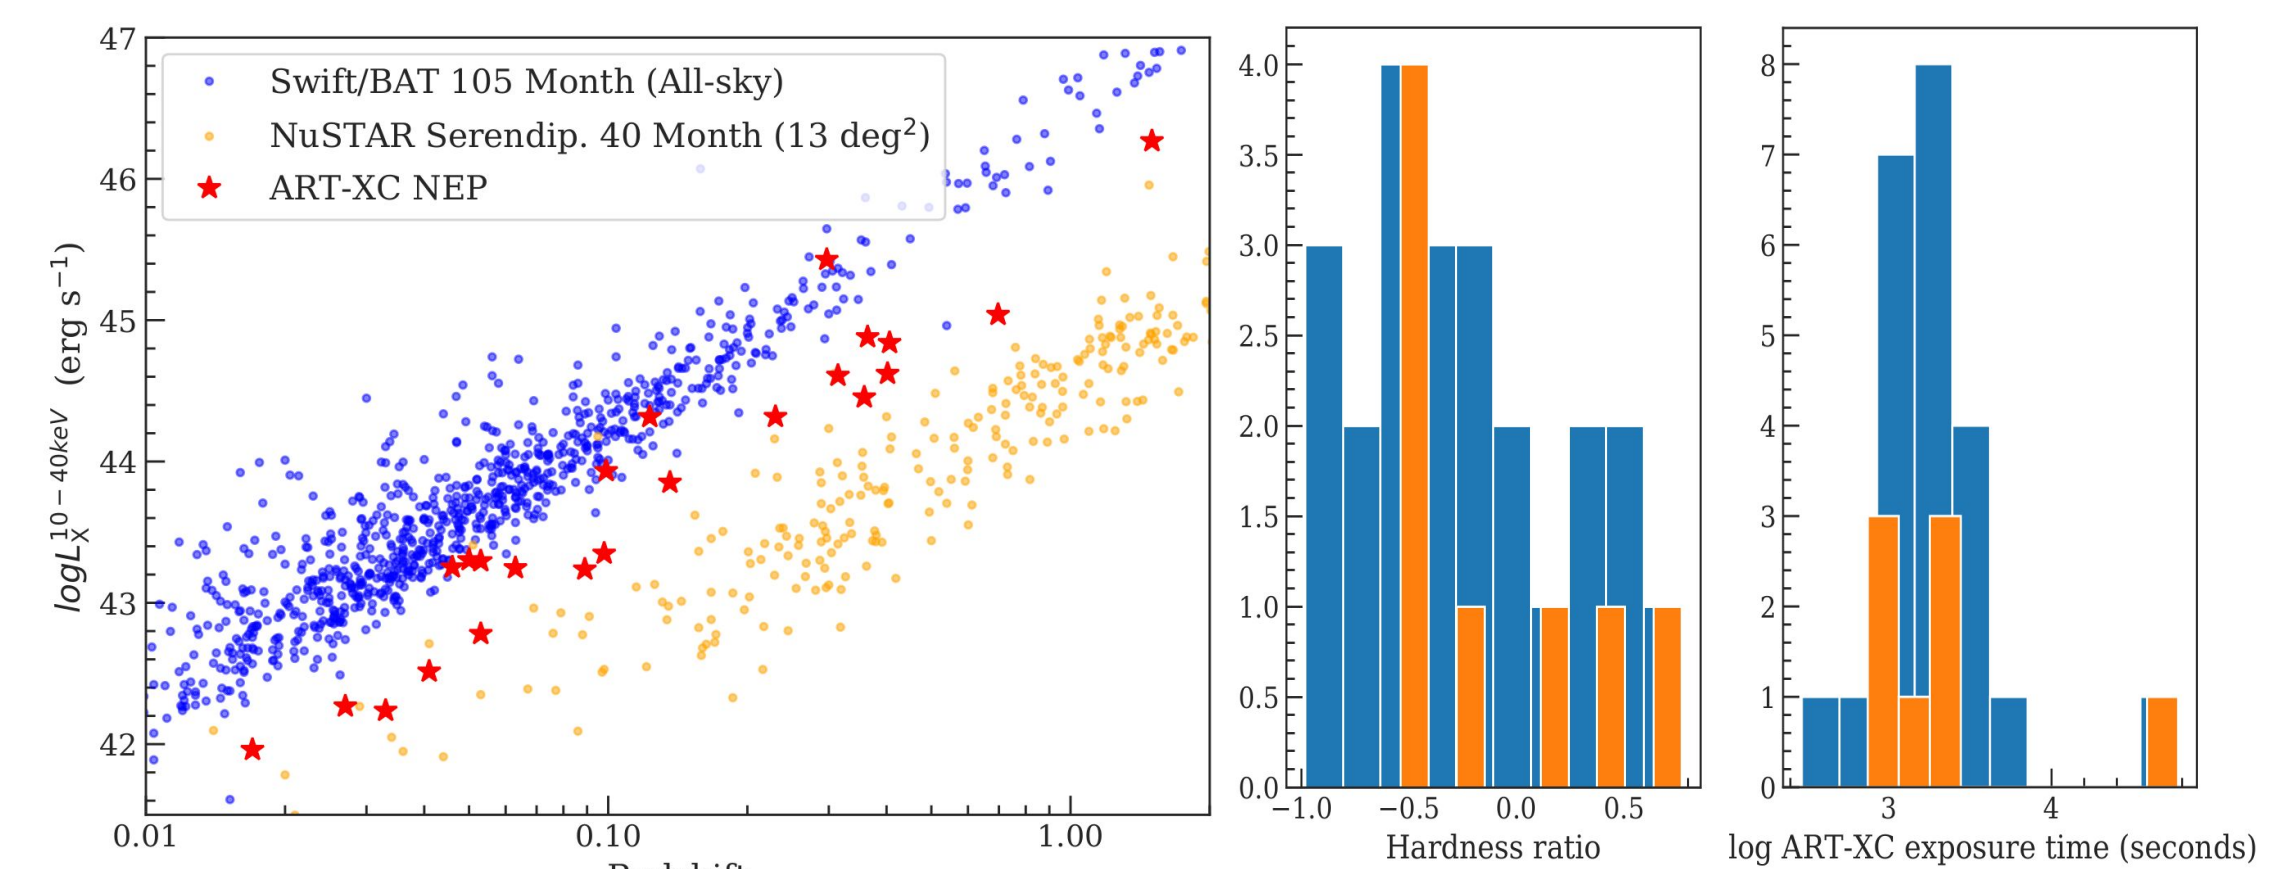 47
46
45
44
43
42
logL_X^{10−40keV} (erg s⁻¹)
Swift/BAT 105 Month (All-sky)
NuSTAR Serendip. 40 Month (13 deg²)
ART-XC NEP
0.01 0.10 1.00
Redshift
4.0
3.5
3.0
2.5
2.0
1.5
1.0
0.5
0.0
−1.0 −0.5 0.0 0.5
Hardness ratio
8
7
6
5
4
3
2
1
0
3 4
log ART-XC exposure time (seconds)